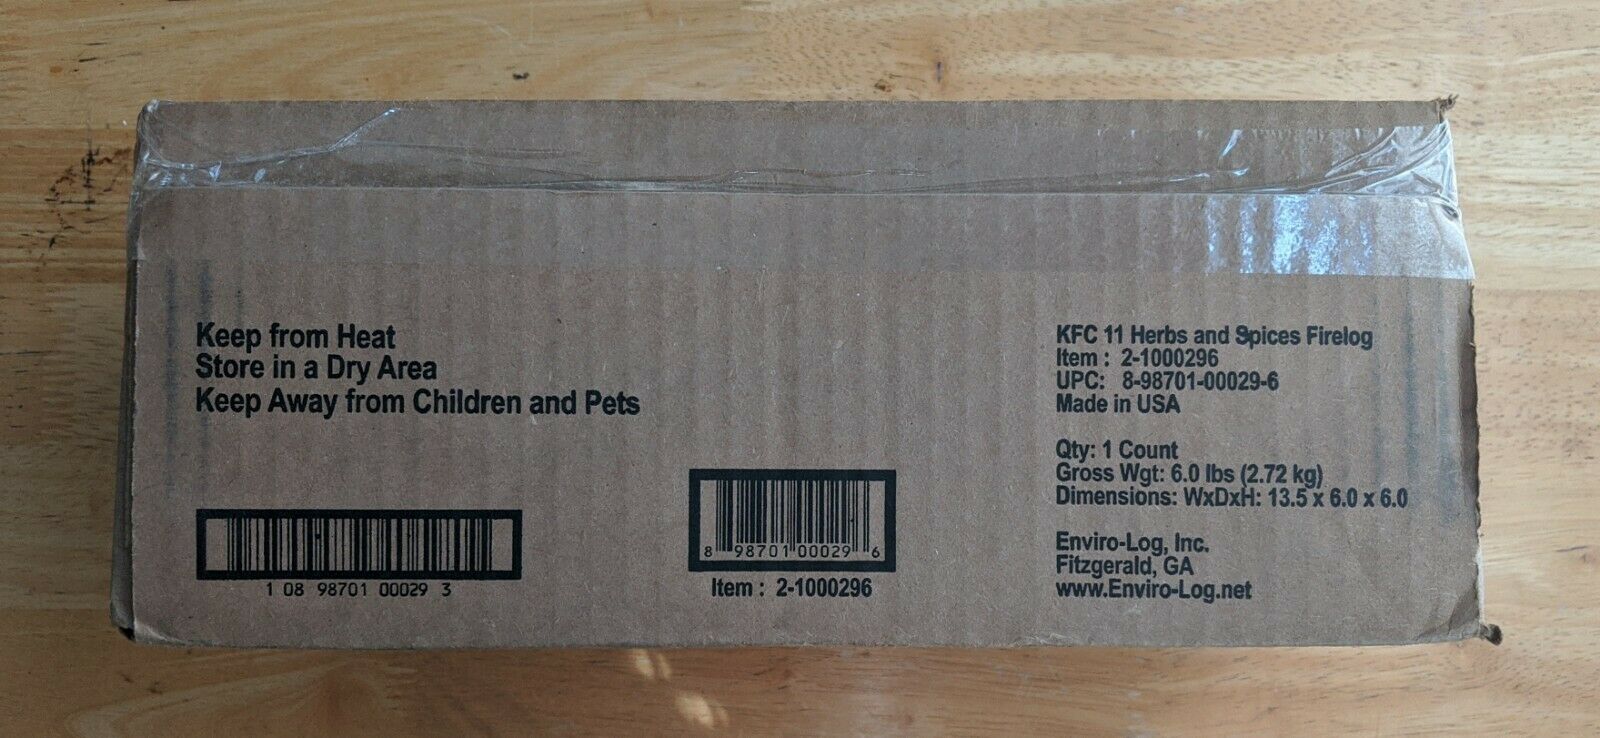 Keep from Heat
Store in a Dry Area
Keep Away from Children and Pets
1 08 98701 00029 3
8 98701 00029 6
Item : 2-1000296
KFC 11 Herbs and Spices Firelog
Item : 2-1000296
UPC: 8-98701-00029-6
Made in USA
Qty: 1 Count
Gross Wgt: 6.0 lbs (2.72 kg)
Dimensions: WxDxH: 13.5 x 6.0 x 6.0
Enviro-Log, Inc.
Fitzgerald, GA
www.Enviro-Log.net